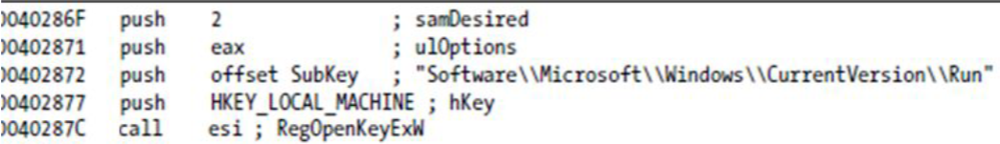 0040286F push 2 ; samDesired
00402871 push eax ; ulOptions
00402872 push offset SubKey ; "Software\\Microsoft\\Windows\\CurrentVersion\\Run"
00402877 push HKEY_LOCAL_MACHINE ; hKey
0040287C call esi ; RegOpenKeyExW